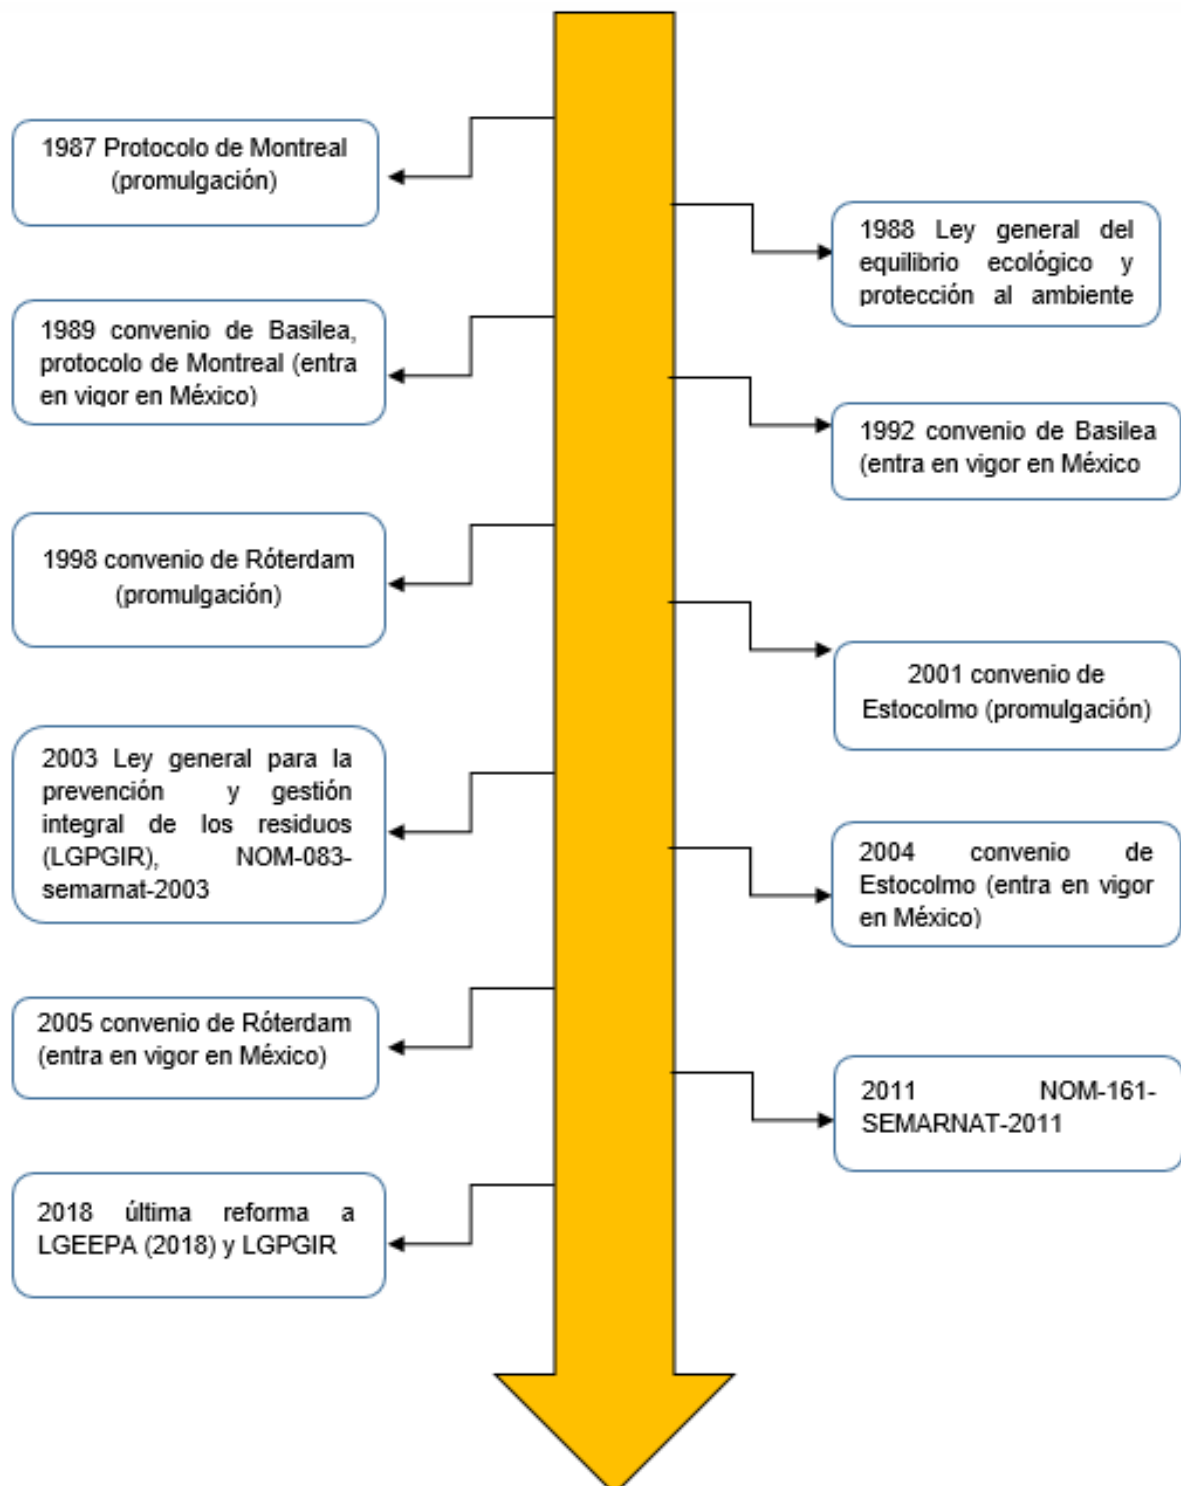 1987 Protocolo de Montreal
(promulgación)
1988 Ley general del
equilibrio ecológico y
protección al ambiente
1989 convenio de Basilea,
protocolo de Montreal (entra
en vigor en México)
1992 convenio de Basilea
(entra en vigor en México
1998 convenio de Róterdam
(promulgación)
2001 convenio de
Estocolmo (promulgación)
2003 Ley general para la
prevención y gestión
integral de los residuos
(LGPGIR), NOM-083-
semarnat-2003
2004 convenio de
Estocolmo (entra en vigor
en México)
2005 convenio de Róterdam
(entra en vigor en México)
2011 NOM-161-
SEMARNAT-2011
2018 última reforma a
LGEEPA (2018) y LGPGIR